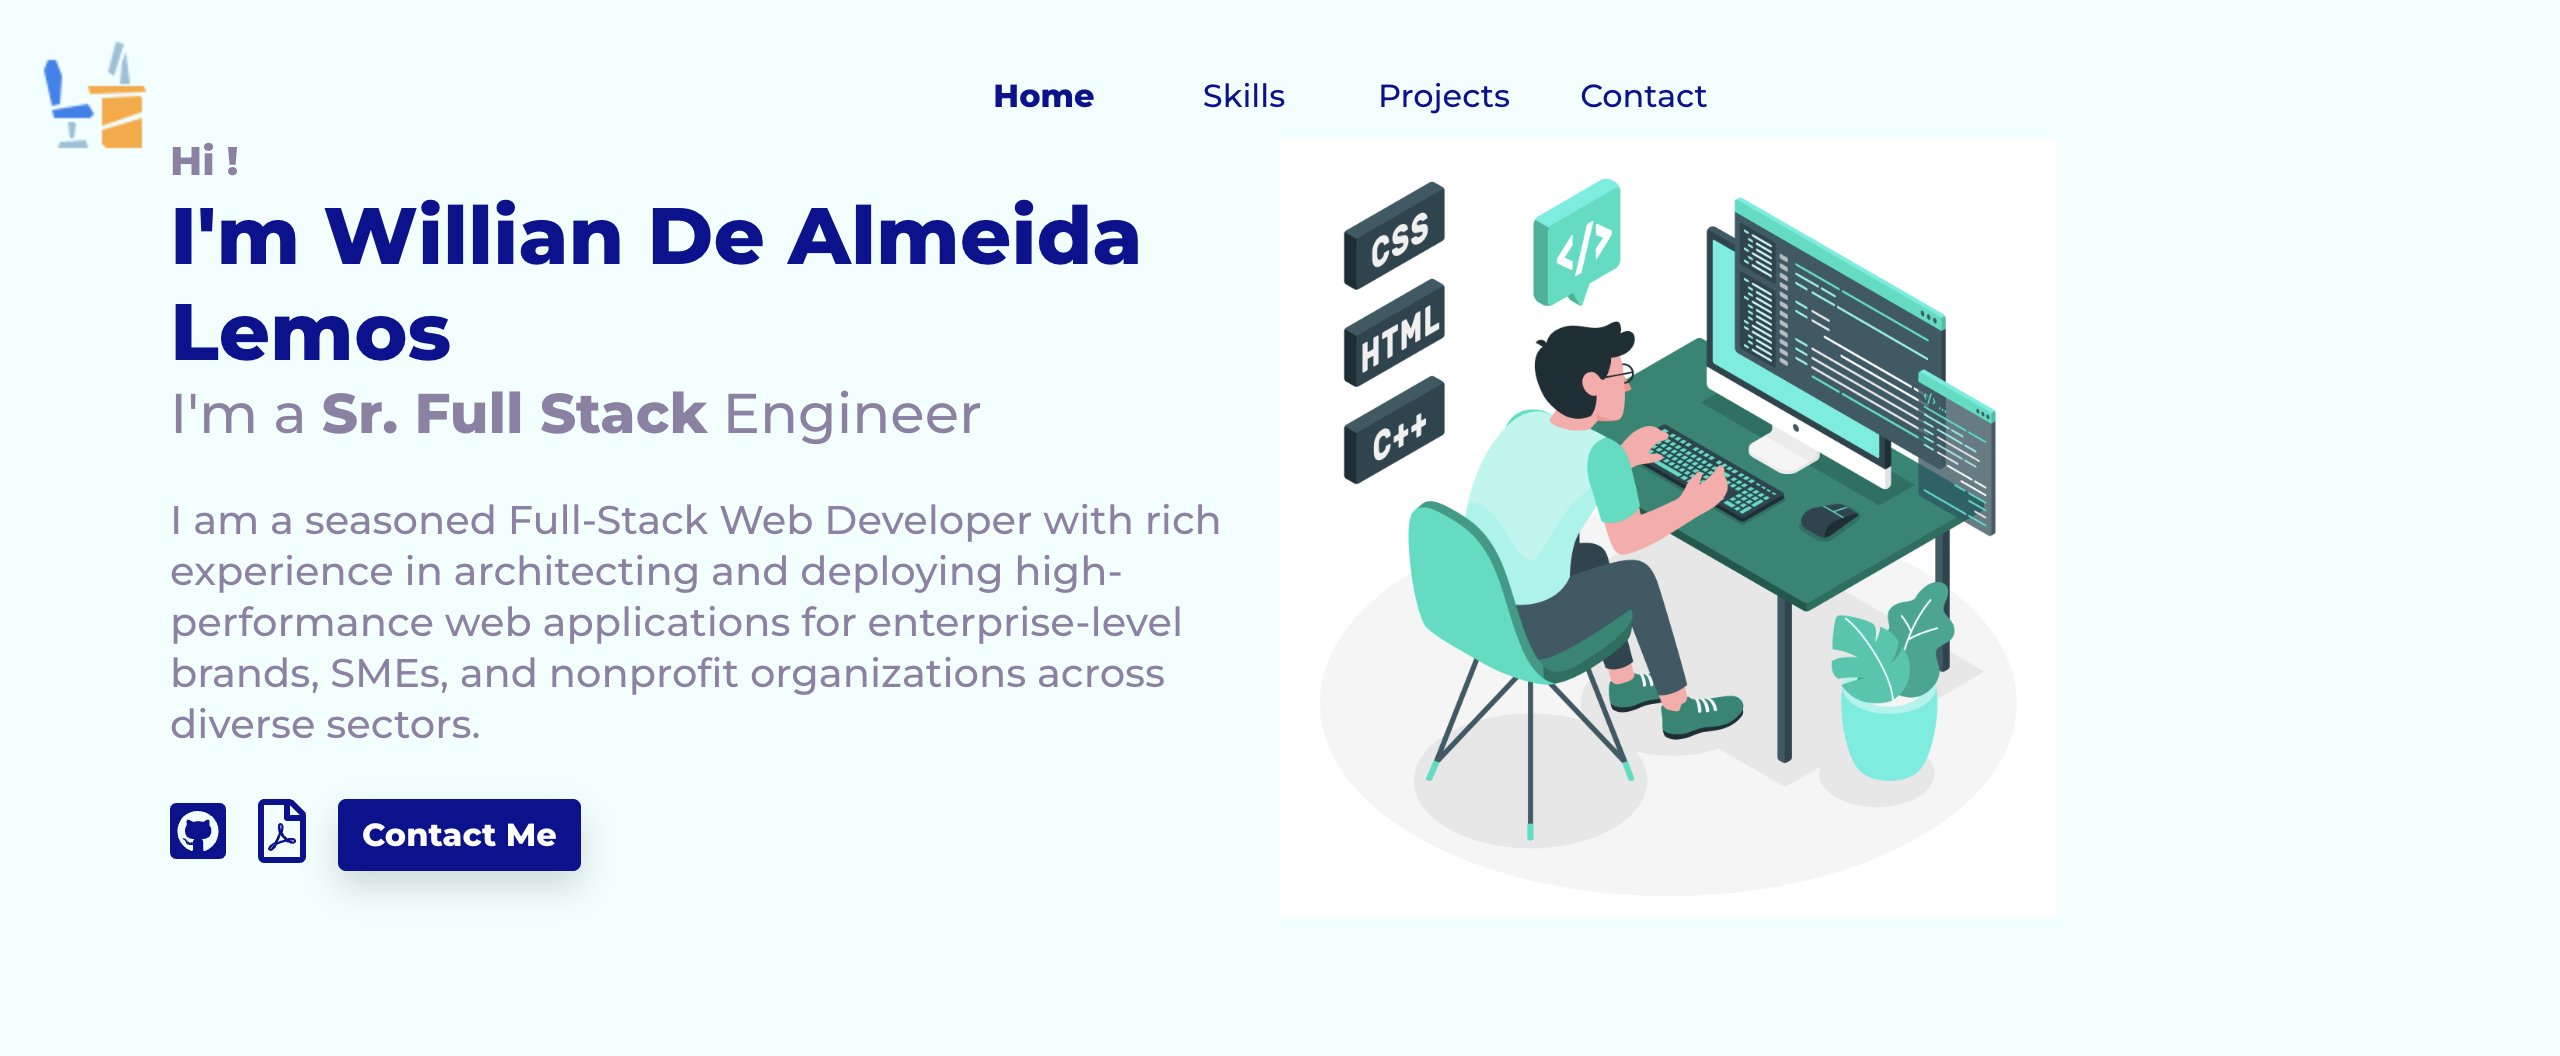 Home Skills Projects Contact
Hi !
I'm Willian De Almeida
Lemos
I'm a Sr. Full Stack Engineer
I am a seasoned Full-Stack Web Developer with rich
experience in architecting and deploying high-
performance web applications for enterprise-level
brands, SMEs, and nonprofit organizations across
diverse sectors.
Contact Me
CSS
</>
HTML
C++